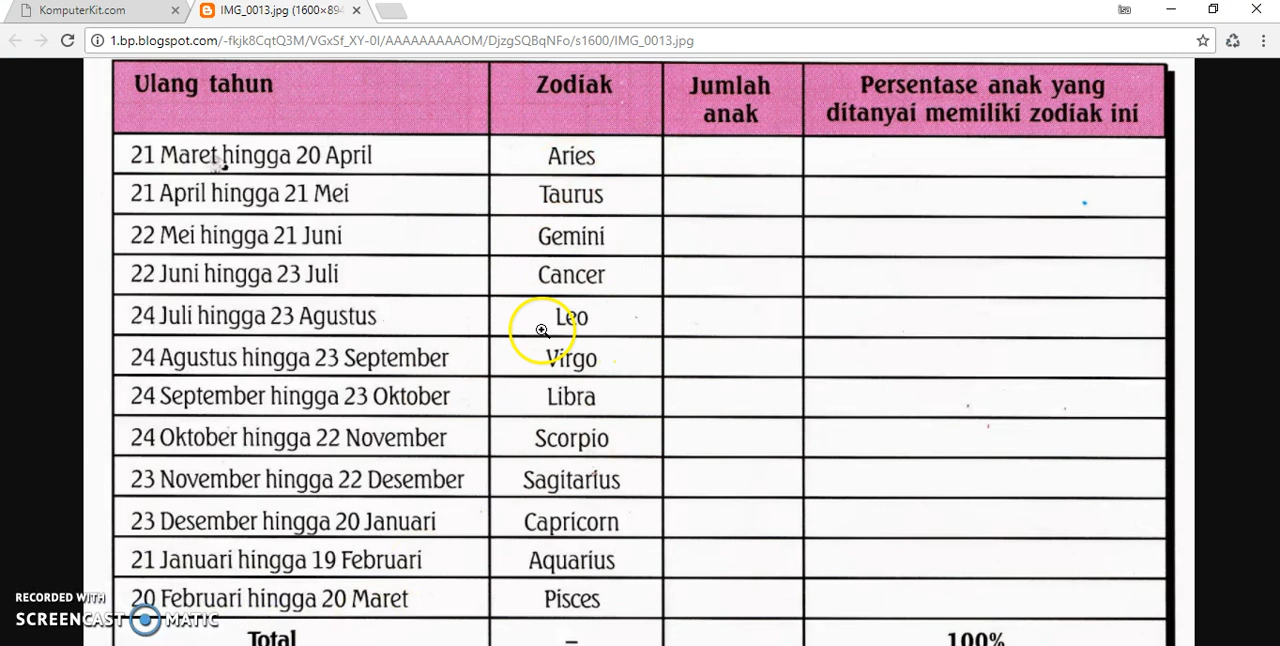 KomputerKit.com
IMG_0013.jpg (1600×894
1.bp.blogspot.com/-fkjk8CqtQ3M/VGxSf_XY-0I/AAAAAAAAAOM/DjzgSQBqNFo/s1600/IMG_0013.jpg
Ulang tahun Zodiak Jumlah anak Persentase anak yang ditanyai memiliki zodiak ini
21 Maret hingga 20 April Aries
21 April hingga 21 Mei Taurus
22 Mei hingga 21 Juni Gemini
22 Juni hingga 23 Juli Cancer
24 Juli hingga 23 Agustus Leo
24 Agustus hingga 23 September Virgo
24 September hingga 23 Oktober Libra
24 Oktober hingga 22 November Scorpio
23 November hingga 22 Desember Sagitarius
23 Desember hingga 20 Januari Capricorn
21 Januari hingga 19 Februari Aquarius
20 Februari hingga 20 Maret Pisces
Total – 100%
RECORDED WITH
SCREENCAST MATIC